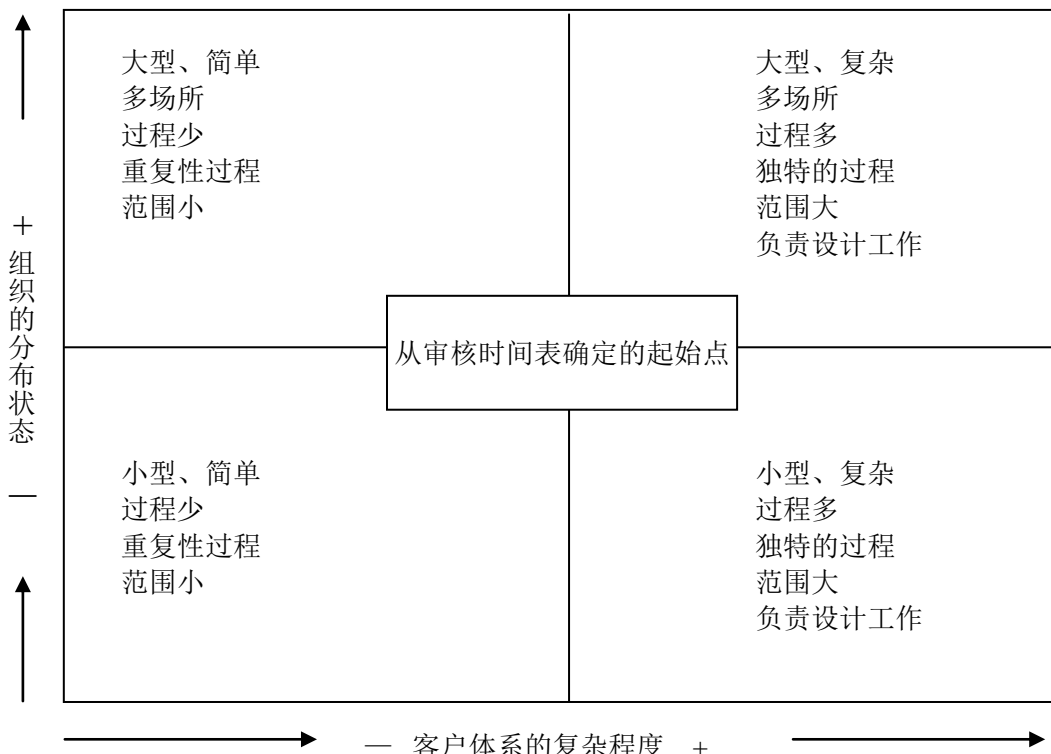 大型、简单
多场所
过程少
重复性过程
范围小
大型、复杂
多场所
过程多
独特的过程
范围大
负责设计工作
+
组织的分布状态
—
从审核时间表确定的起始点
小型、简单
过程少
重复性过程
范围小
小型、复杂
过程多
独特的过程
范围大
负责设计工作
— 客户体系的复杂程度 +